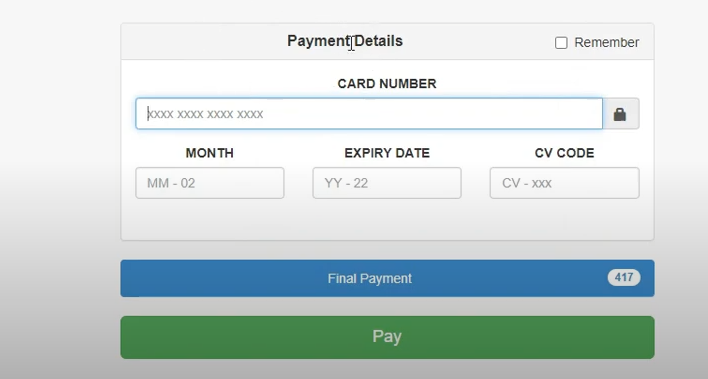 Payment Details
Remember
CARD NUMBER
xxxx xxxx xxxx xxxx
MONTH EXPIRY DATE CV CODE
MM - 02 YY - 22 CV - xxx
Final Payment 417
Pay